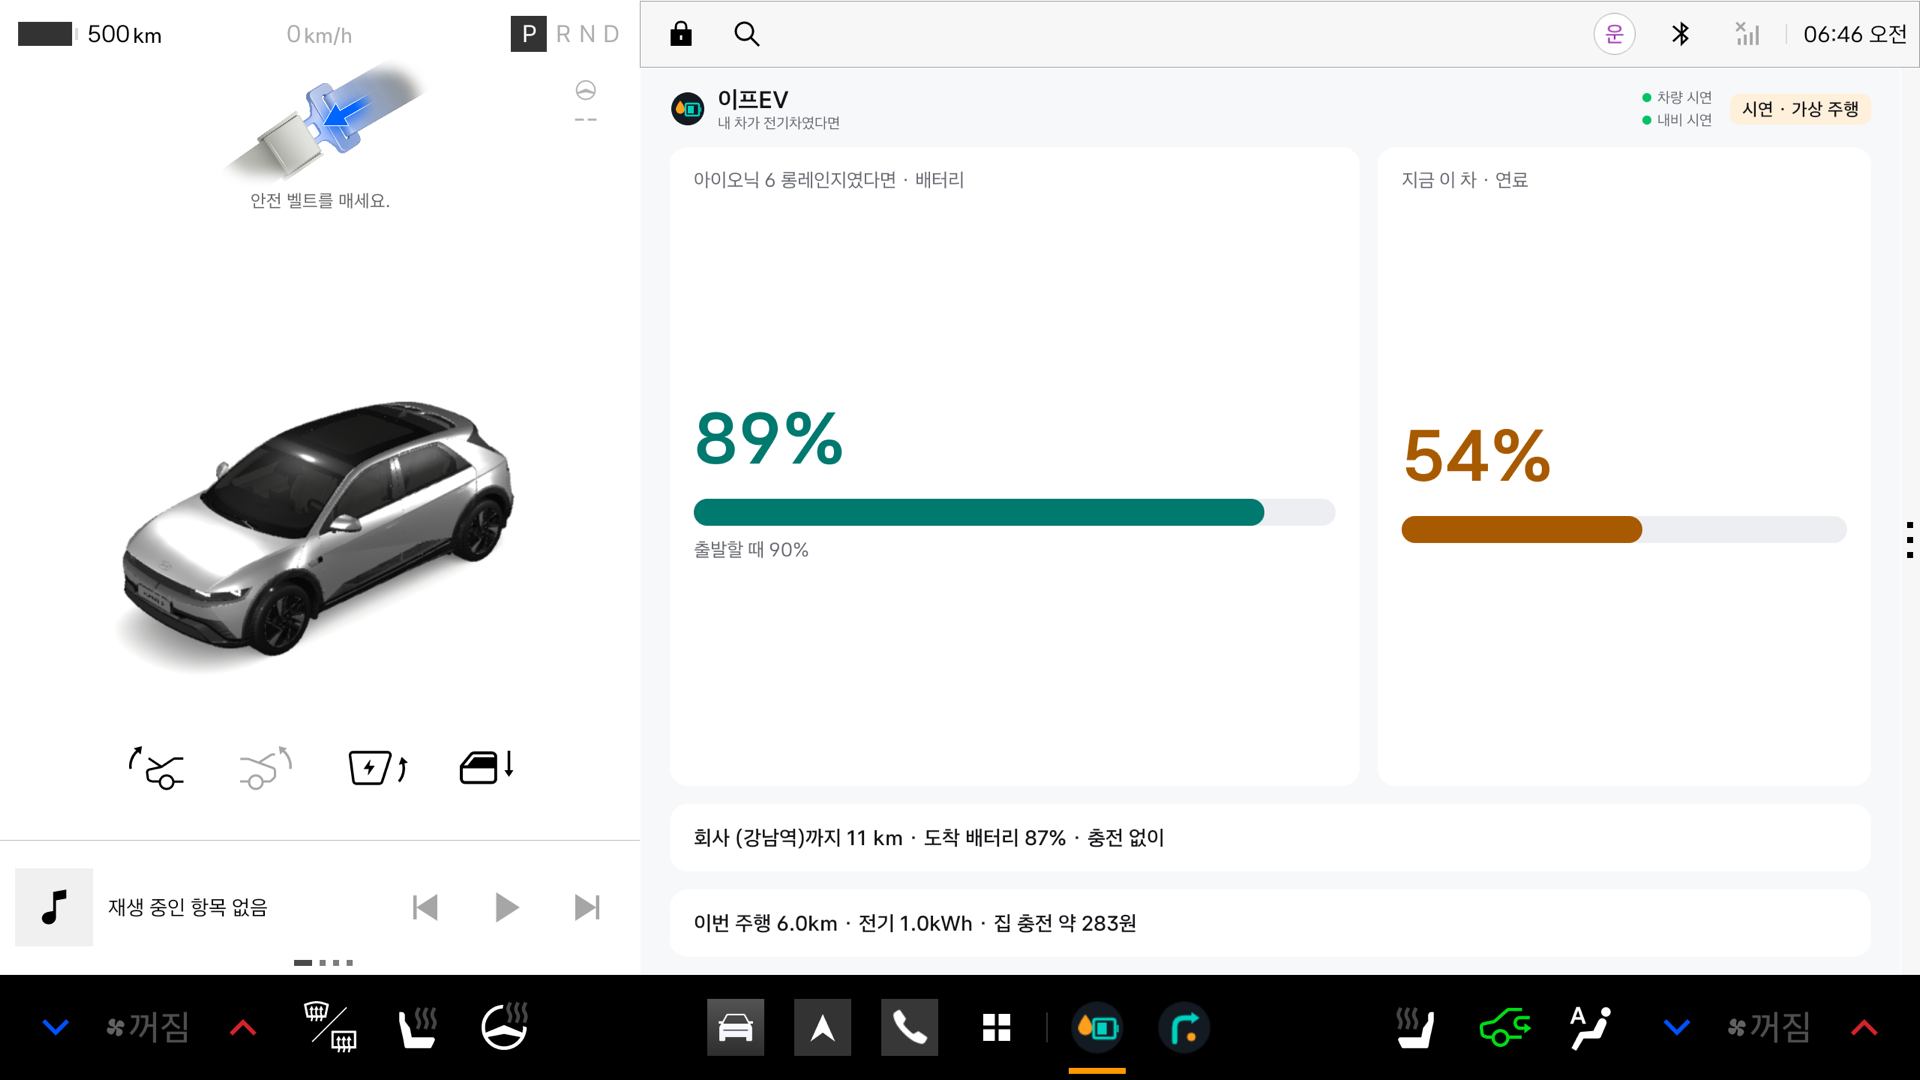 500 km
0 km/h
P R N D
안전 벨트를 매세요.
--
재생 중인 항목 없음
운
06:46 오전
이프EV
내 차가 전기차였다면
차량 시연
내비 시연
시연 · 가상 주행
아이오닉 6 롱레인지였다면 · 배터리
89%
출발할 때 90%
지금 이 차 · 연료
54%
회사 (강남역)까지 11 km · 도착 배터리 87% · 충전 없이
이번 주행 6.0km · 전기 1.0kWh · 집 충전 약 283원
꺼짐
A
꺼짐